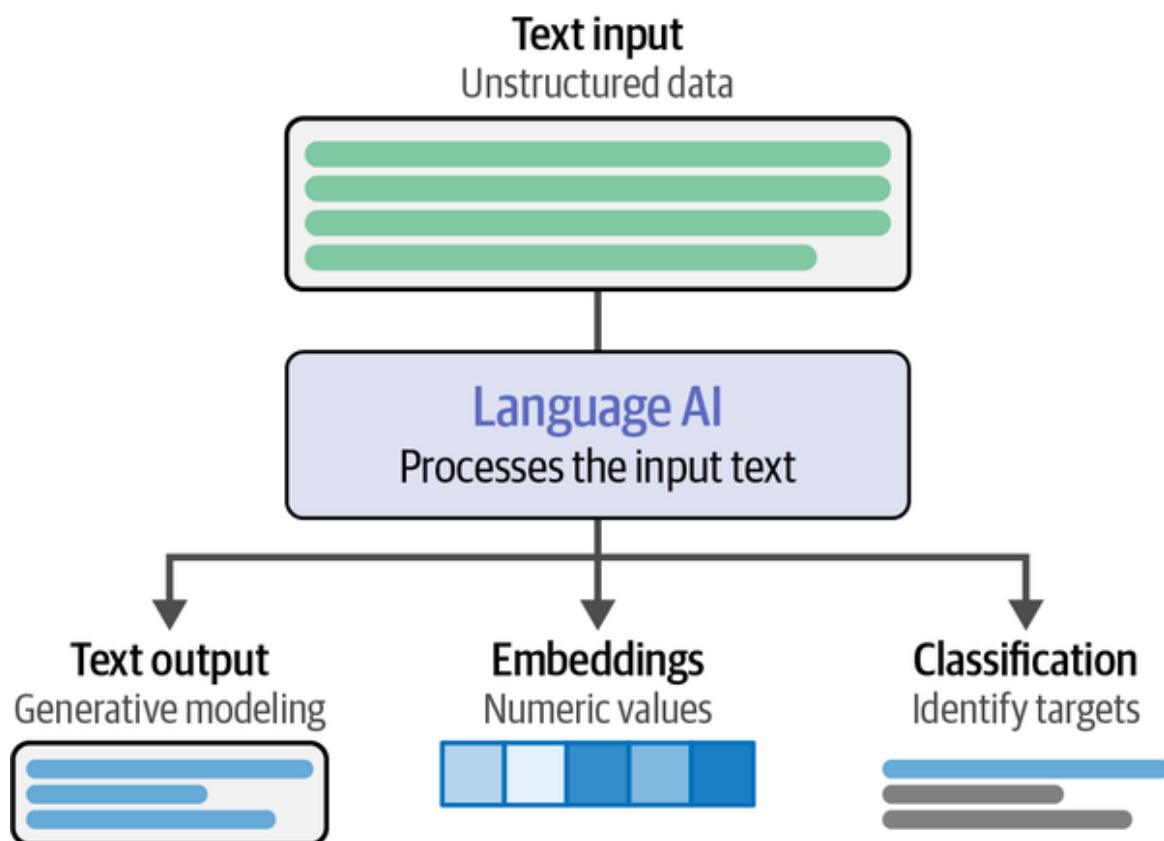 Text input
Unstructured data
Language AI
Processes the input text
Text output
Generative modeling
Embeddings
Numeric values
Classification
Identify targets